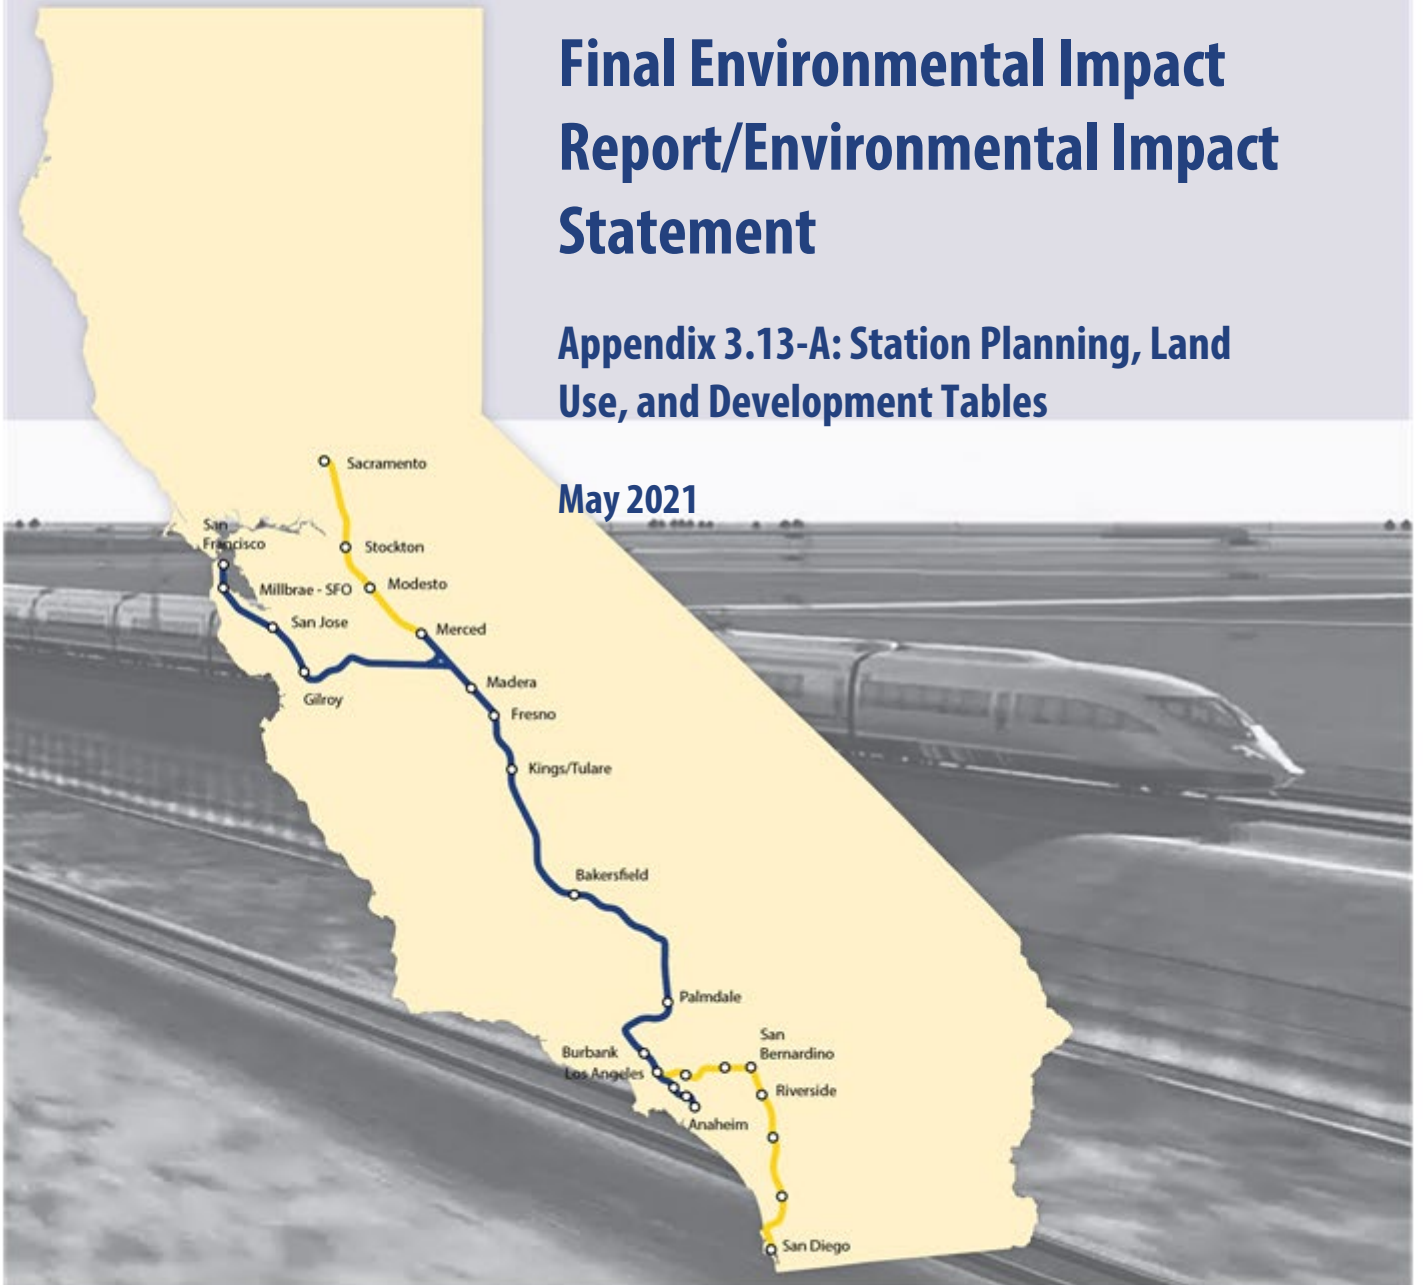 Final Environmental Impact
Report/Environmental Impact
Statement
Appendix 3.13-A: Station Planning, Land
Use, and Development Tables
May 2021
Sacramento
San
Francisco
Stockton
Millbrae - SFO
Modesto
San Jose
Merced
Gilroy
Madera
Fresno
Kings/Tulare
Bakersfield
Palmdale
San
Bernardino
Burbank
Los Angeles
Riverside
Anaheim
San Diego